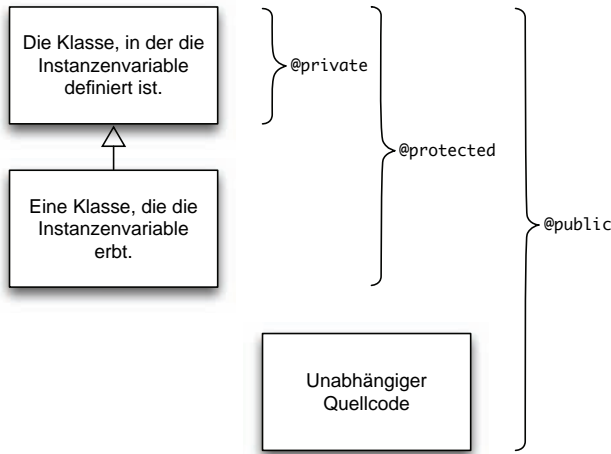 Die Klasse, in der die
Instanzenvariable
definiert ist.
@private
@protected
Eine Klasse, die die
Instanzenvariable
erbt.
@public
Unabhängiger
Quellcode